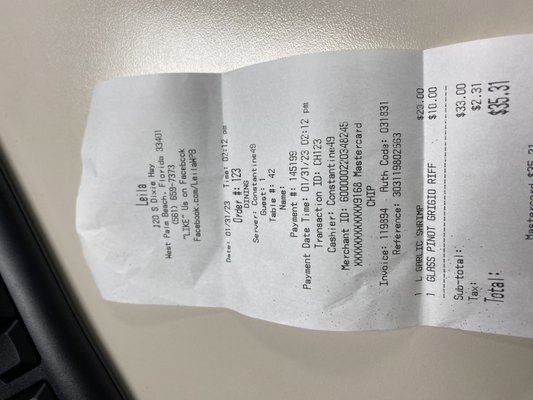 Leila
120 S Dixie Hwy
West Palm Beach, Florida 33401
(561) 659-7373
"LIKE" Us on Facebook
Facebook.com/LeilaWPB
Date: 01/31/23 Time: 02:12 pm
Order #: 123
DINING
Server: Constantine49
Guest: 1
Table #: 42
Name:
Payment #: 145199
Payment Date Time: 01/31/23 02:12 pm
Transaction ID: CH123
Cashier: Constantine49
Merchant ID: 6000002220348245
XXXXXXXXXXXX9168 Mastercard
CHIP
Invoice: 119894 Auth Code: 031831
Reference: 303119802563
1 L GARLIC SHRIMP $23.00
1 GLASS PINOT GRIGIO RIFF $10.00
Sub-total: $33.00
Tax: $2.31
Total: $35.31
Mastercard $35.31